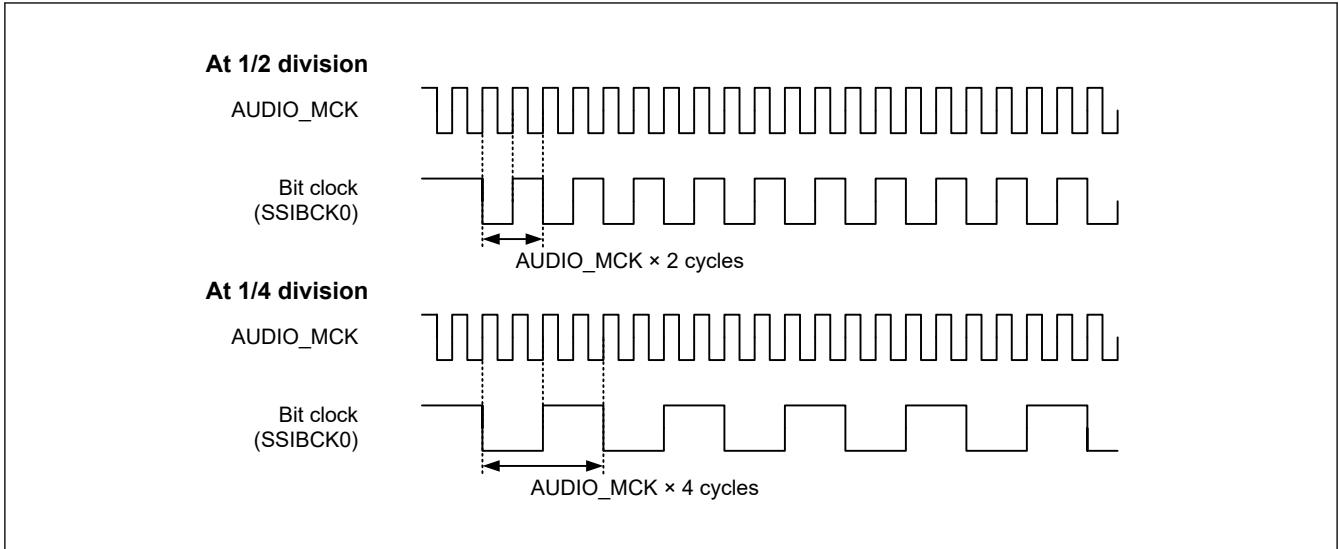 At 1/2 division
AUDIO_MCK
Bit clock
(SSIBCK0)
AUDIO_MCK × 2 cycles
At 1/4 division
AUDIO_MCK
Bit clock
(SSIBCK0)
AUDIO_MCK × 4 cycles